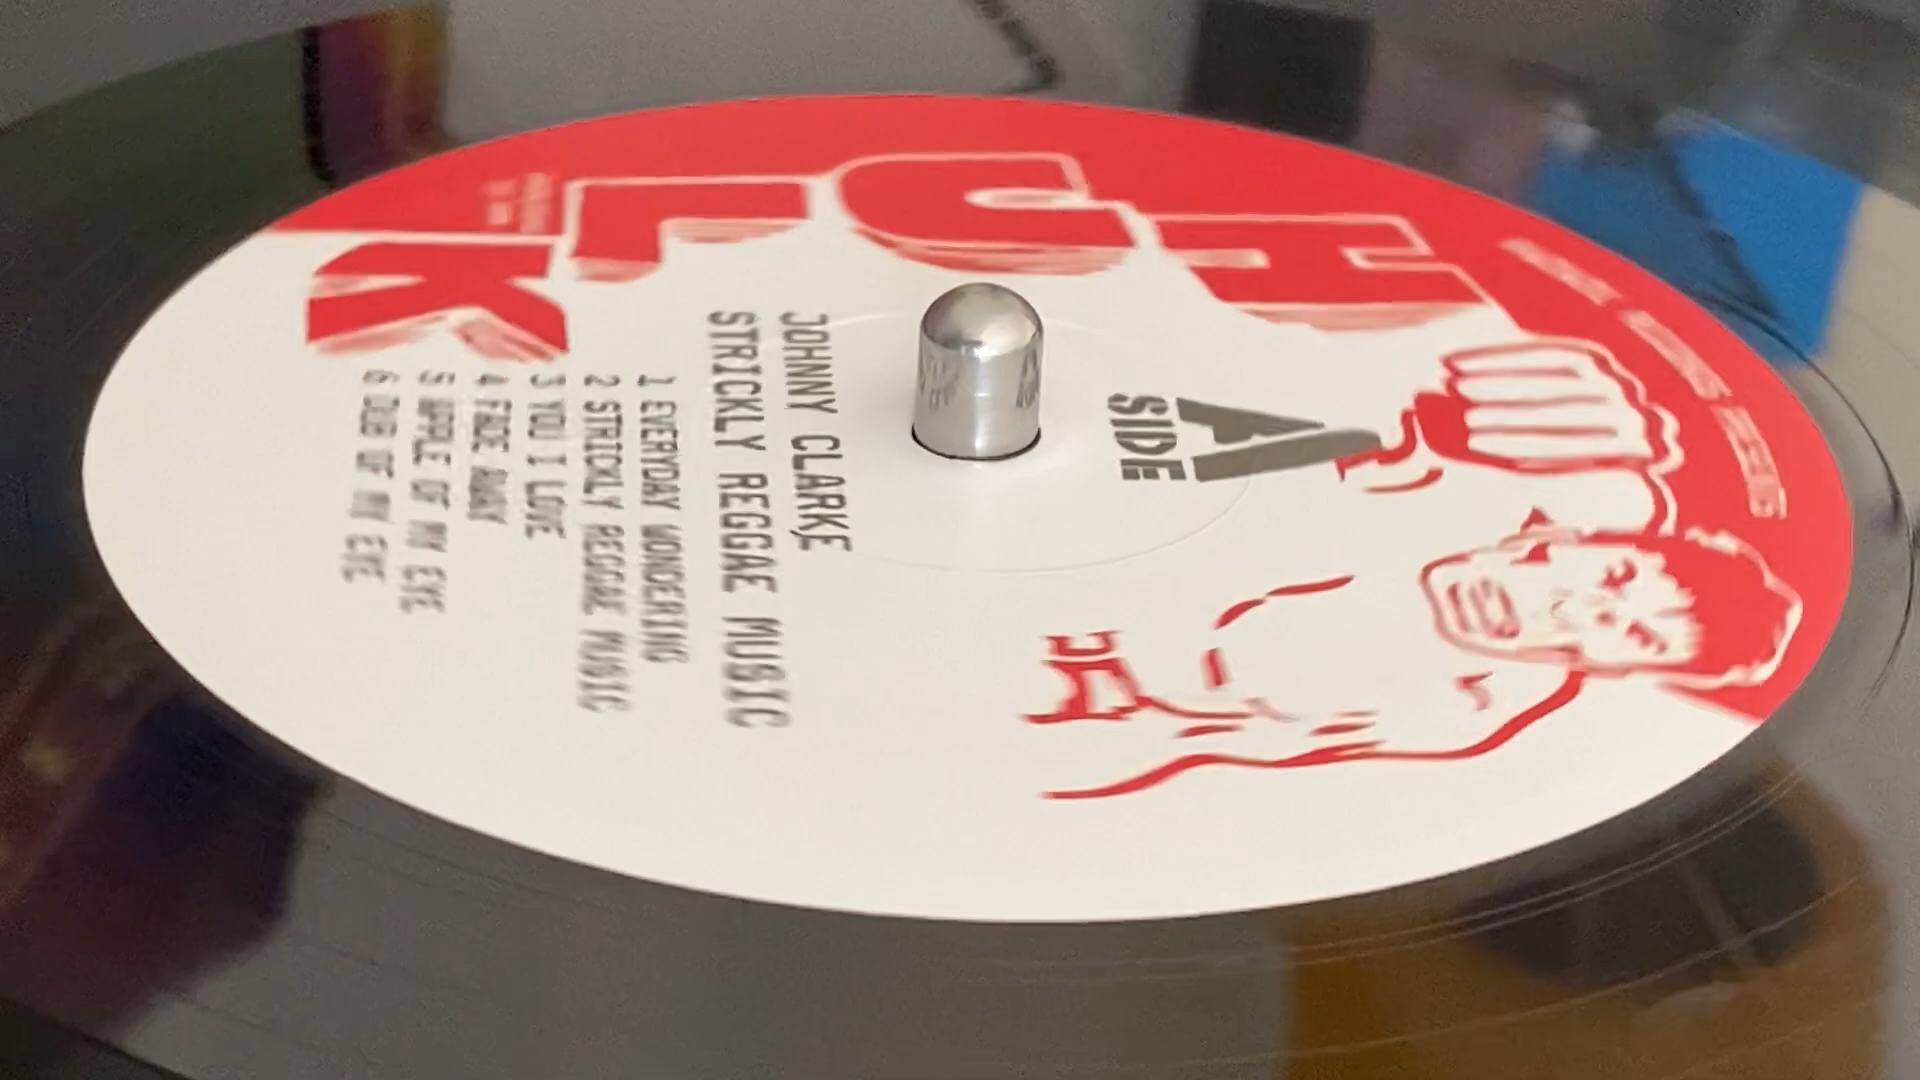 HULK
SIDE
A
JOHNNY CLARKE
STRICKLY REGGAE MUSIC
1 EVERYDAY WONDERING
2 STRICKLY REGGAE MUSIC
3 YOU I LOVE
4 FADE AWAY
5 APPLE OF MY EYE
6 DUB OF MY EYE